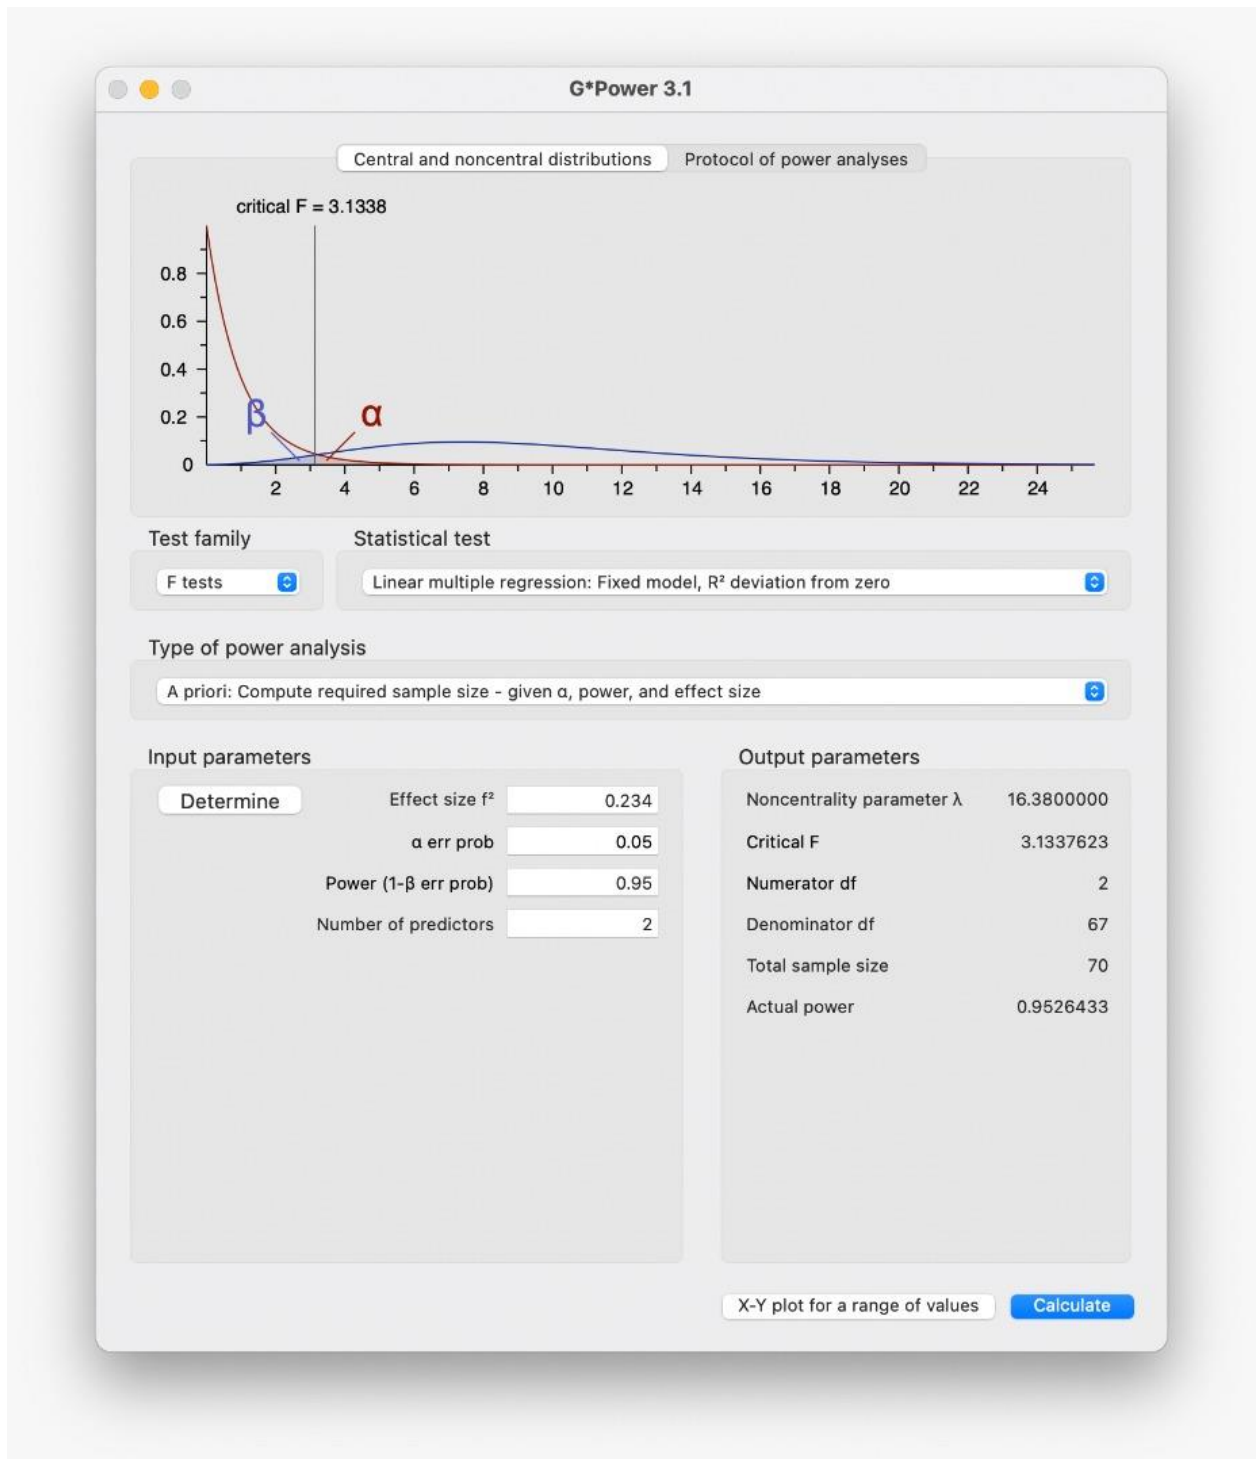 G*Power 3.1
Central and noncentral distributions Protocol of power analyses
critical F = 3.1338
0.8
0.6
0.4
0.2
0
β α
2 4 6 8 10 12 14 16 18 20 22 24
Test family Statistical test
F tests Linear multiple regression: Fixed model, R² deviation from zero
Type of power analysis
A priori: Compute required sample size - given α, power, and effect size
Input parameters Output parameters
Determine Effect size f² 0.234 Noncentrality parameter λ 16.3800000
α err prob 0.05 Critical F 3.1337623
Power (1-β err prob) 0.95 Numerator df 2
Number of predictors 2 Denominator df 67
Total sample size 70
Actual power 0.9526433
X-Y plot for a range of values Calculate